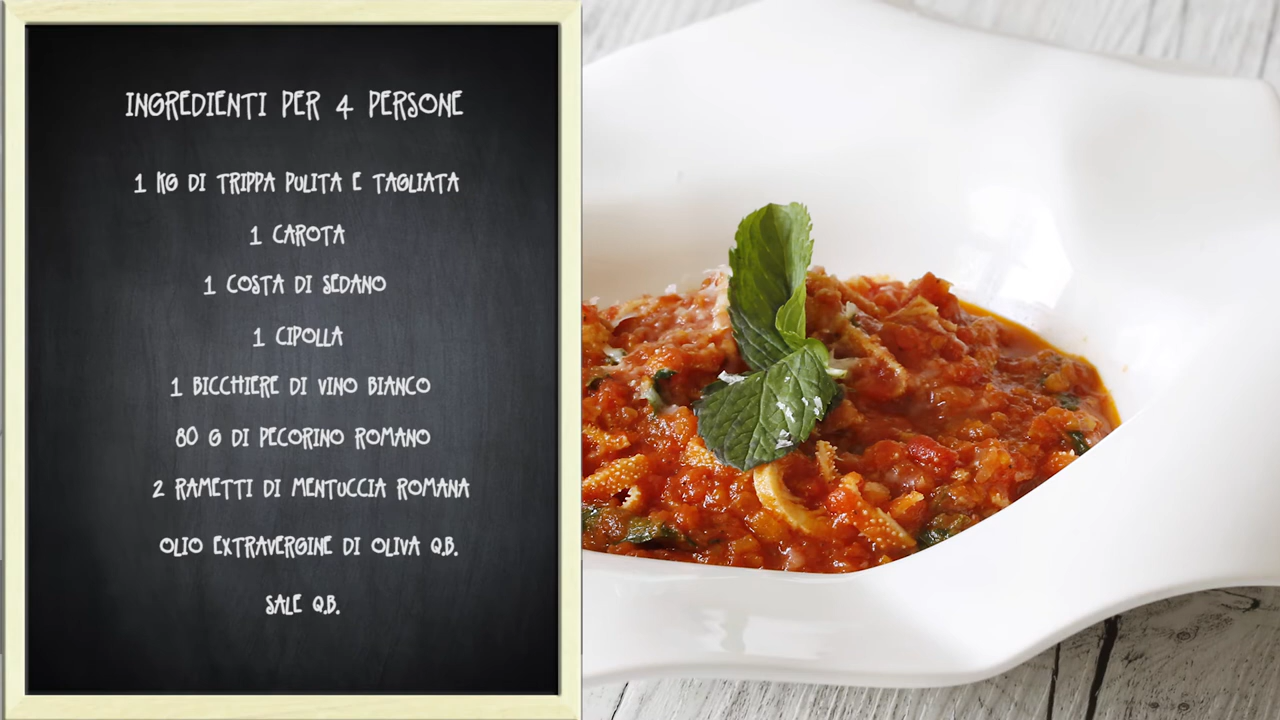 INGREDIENTI PER 4 PERSONE
1 KG DI TRIPPA PULITA E TAGLIATA
1 CAROTA
1 COSTA DI SEDANO
1 CIPOLLA
1 BICCHIERE DI VINO BIANCO
80 G DI PECORINO ROMANO
2 RAMETTI DI MENTUCCIA ROMANA
OLIO EXTRAVERGINE DI OLIVA Q.B.
SALE Q.B.